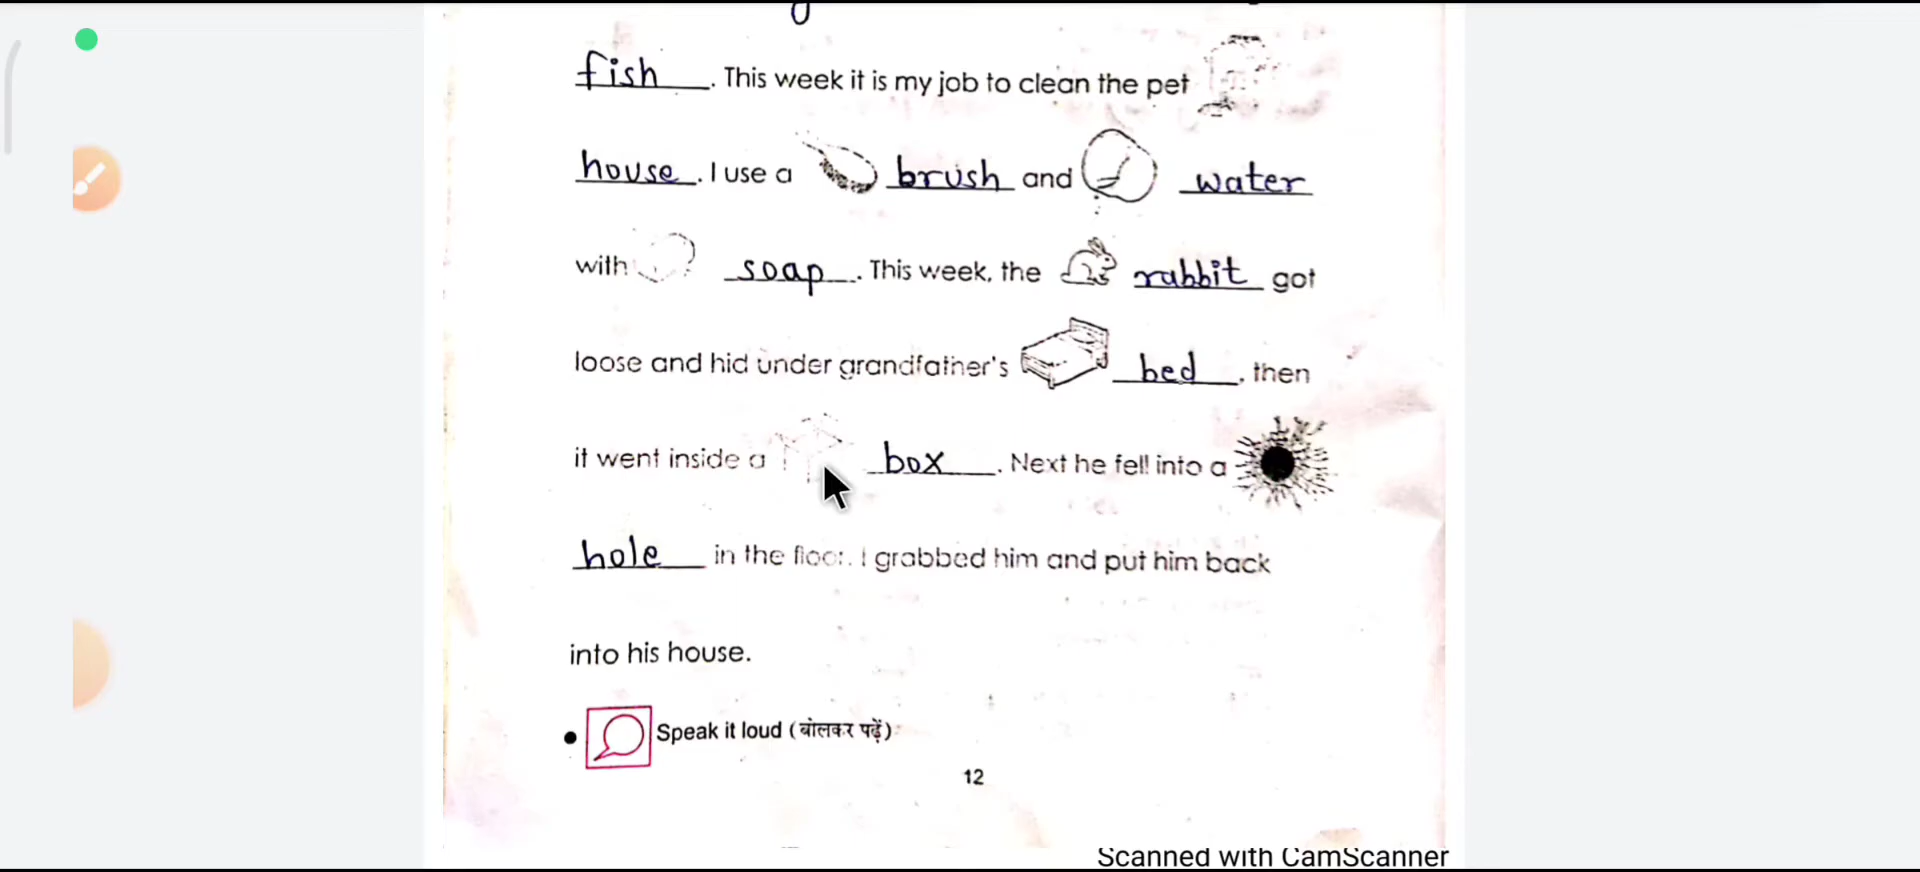 fish. This week it is my job to clean the pet
house. I use a brush and water
with soap. This week, the rabbit got
loose and hid under grandfather's bed, then
it went inside a box. Next he fell into a
hole in the floor. I grabbed him and put him back
into his house.
• Speak it loud (बोलकर पढ़ें)
12
Scanned with CamScanner